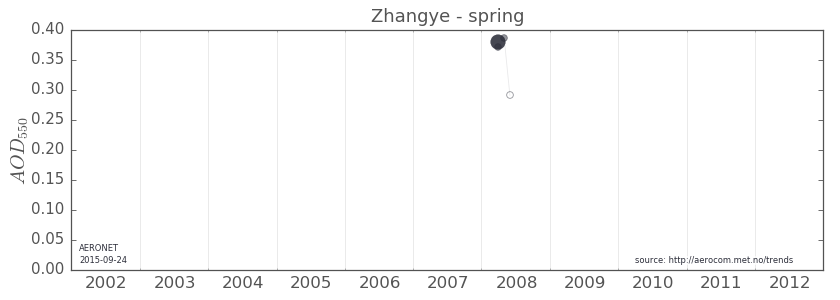 Zhangye - spring
0.40
0.35
0.30
0.25
0.20
0.15
0.10
0.05
0.00
AOD550
AERONET
2015-09-24
source: http://aerocom.met.no/trends
2002 2003 2004 2005 2006 2007 2008 2009 2010 2011 2012